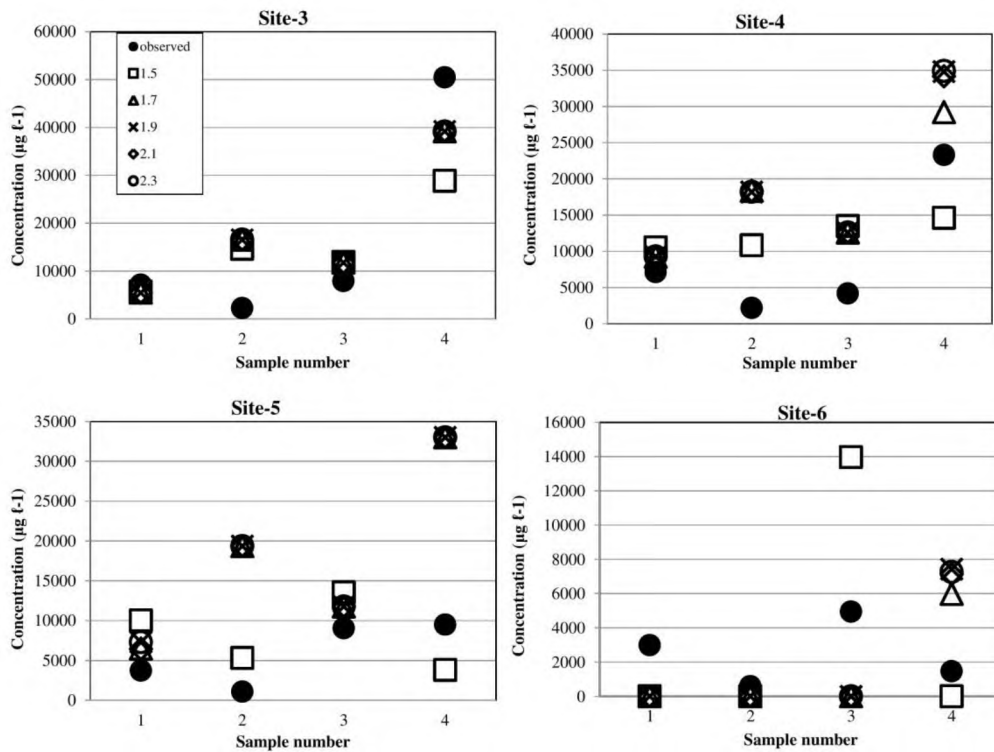 Site-3
60000
50000
40000
30000
20000
10000
0
Concentration (µg ℓ-1)
observed
1.5
1.7
1.9
2.1
2.3
1 2 3 4
Sample number
Site-4
40000
35000
30000
25000
20000
15000
10000
5000
0
Concentration (µg ℓ-1)
1 2 3 4
Sample number
Site-5
35000
30000
25000
20000
15000
10000
5000
0
Concentration (µg ℓ-1)
1 2 3 4
Sample number
Site-6
16000
14000
12000
10000
8000
6000
4000
2000
0
Concentration (µg ℓ-1)
1 2 3 4
Sample number